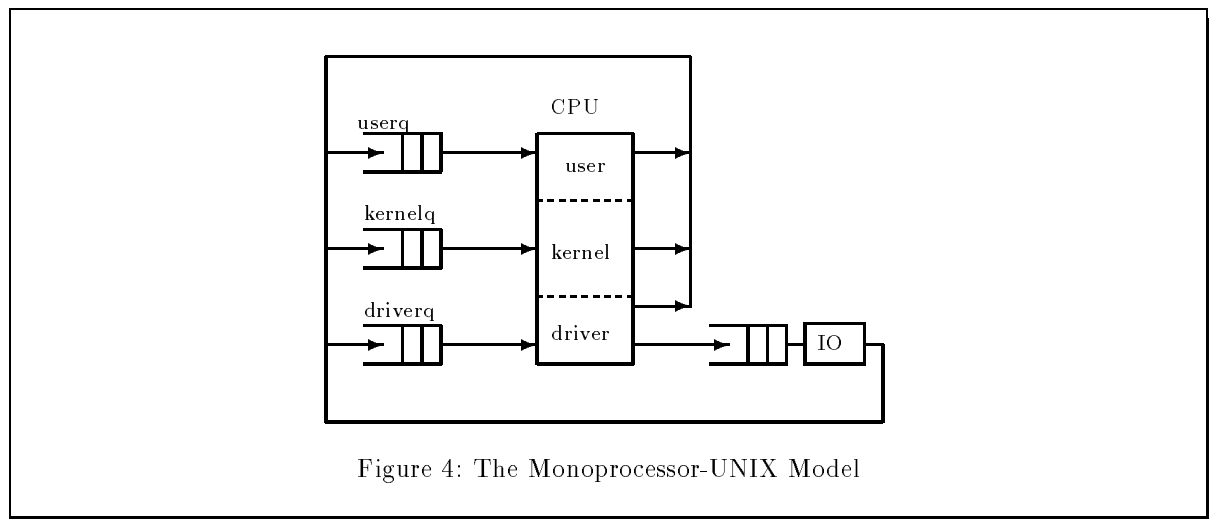 CPU
userq
user
kernelq
kernel
driverq
driver
IO
Figure 4: The Monoprocessor-UNIX Model